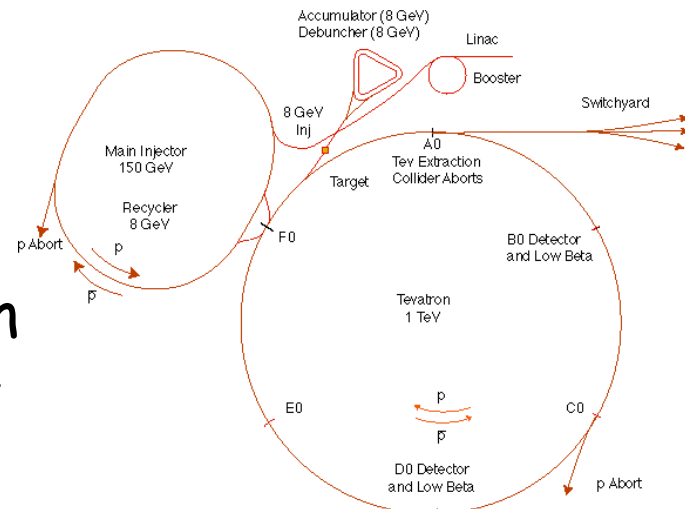 Accumulator (8 GeV)
Debuncher (8 GeV)
Linac
Booster
Switchyard
8 GeV
Inj
A0
Tev Extraction
Collider Aborts
Target
Main Injector
150 GeV
Recycler
8 GeV
p Abort
p
p̅
F0
B0 Detector
and Low Beta
Tevatron
1 TeV
E0
p
p̅
C0
D0 Detector
and Low Beta
p Abort